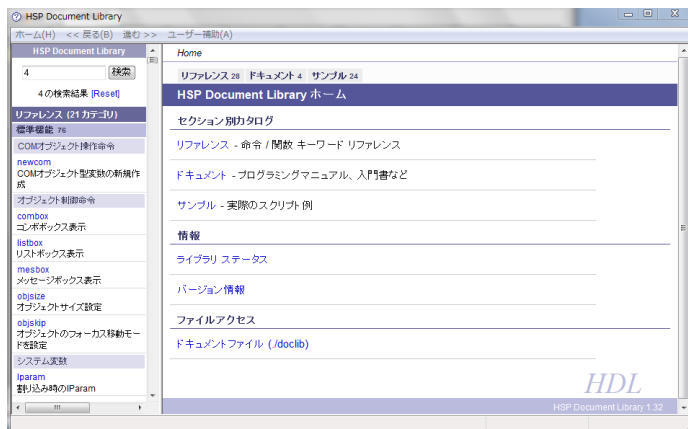 HSP Document Library
ホーム(H) << 戻る(B) 進む >> ユーザー補助(A)
HSP Document Library
4 検索
4 の検索結果 [Reset]
リファレンス (21 カテゴリ)
標準機能 76
COMオブジェクト操作命令
newcom
COMオブジェクト型変数の新規作
成
オブジェクト制御命令
combox
コンボボックス表示
listbox
リストボックス表示
mesbox
メッセージボックス表示
objsize
オブジェクトサイズ設定
objskip
オブジェクトのフォーカス移動モー
ドを設定
システム変数
lparam
割り込み時のlParam
Home
リファレンス 28 ドキュメント 4 サンプル 24
HSP Document Library ホーム
セクション別カタログ
リファレンス - 命令 / 関数 キーワード リファレンス
ドキュメント - プログラミングマニュアル、入門書など
サンプル - 実際のスクリプト例
情報
ライブラリ ステータス
バージョン情報
ファイルアクセス
ドキュメントファイル (./doclib)
HDL
HSP Document Library 1.32